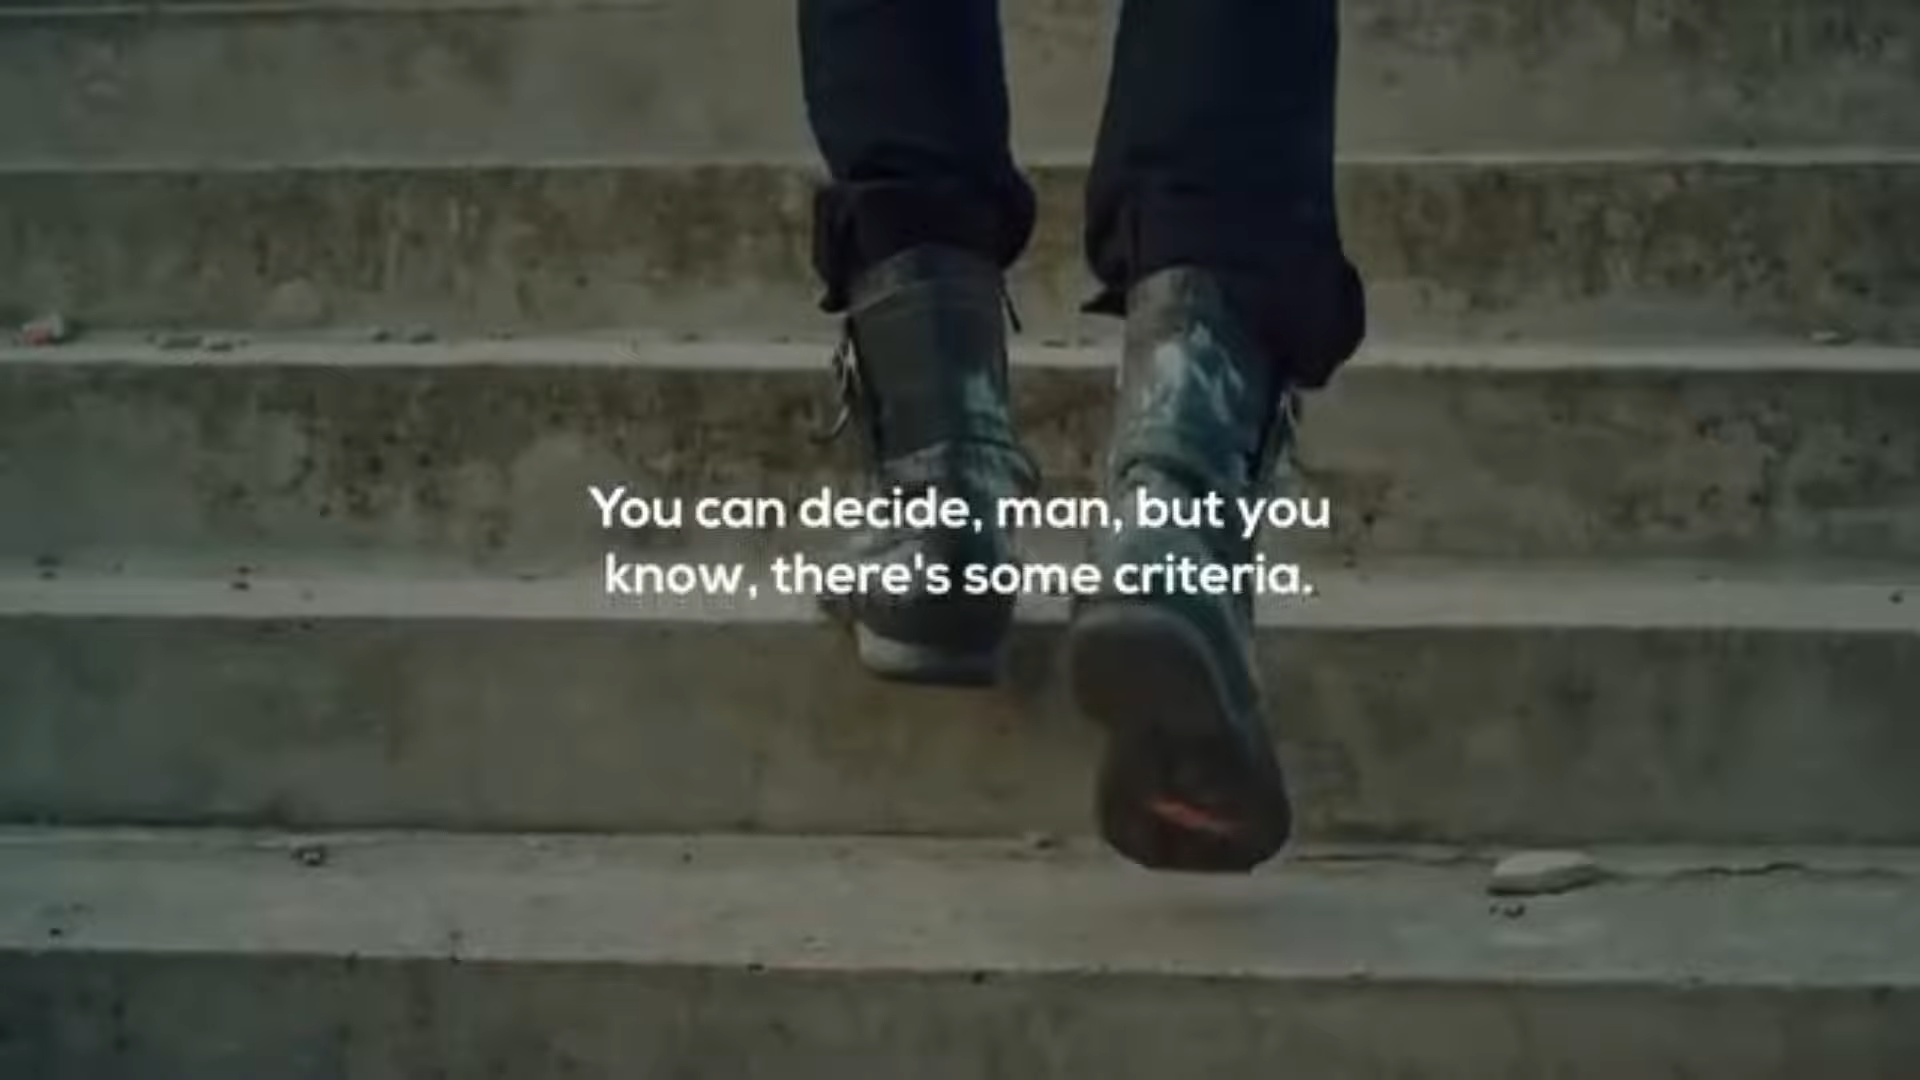 You can decide, man, but you
know, there's some criteria.